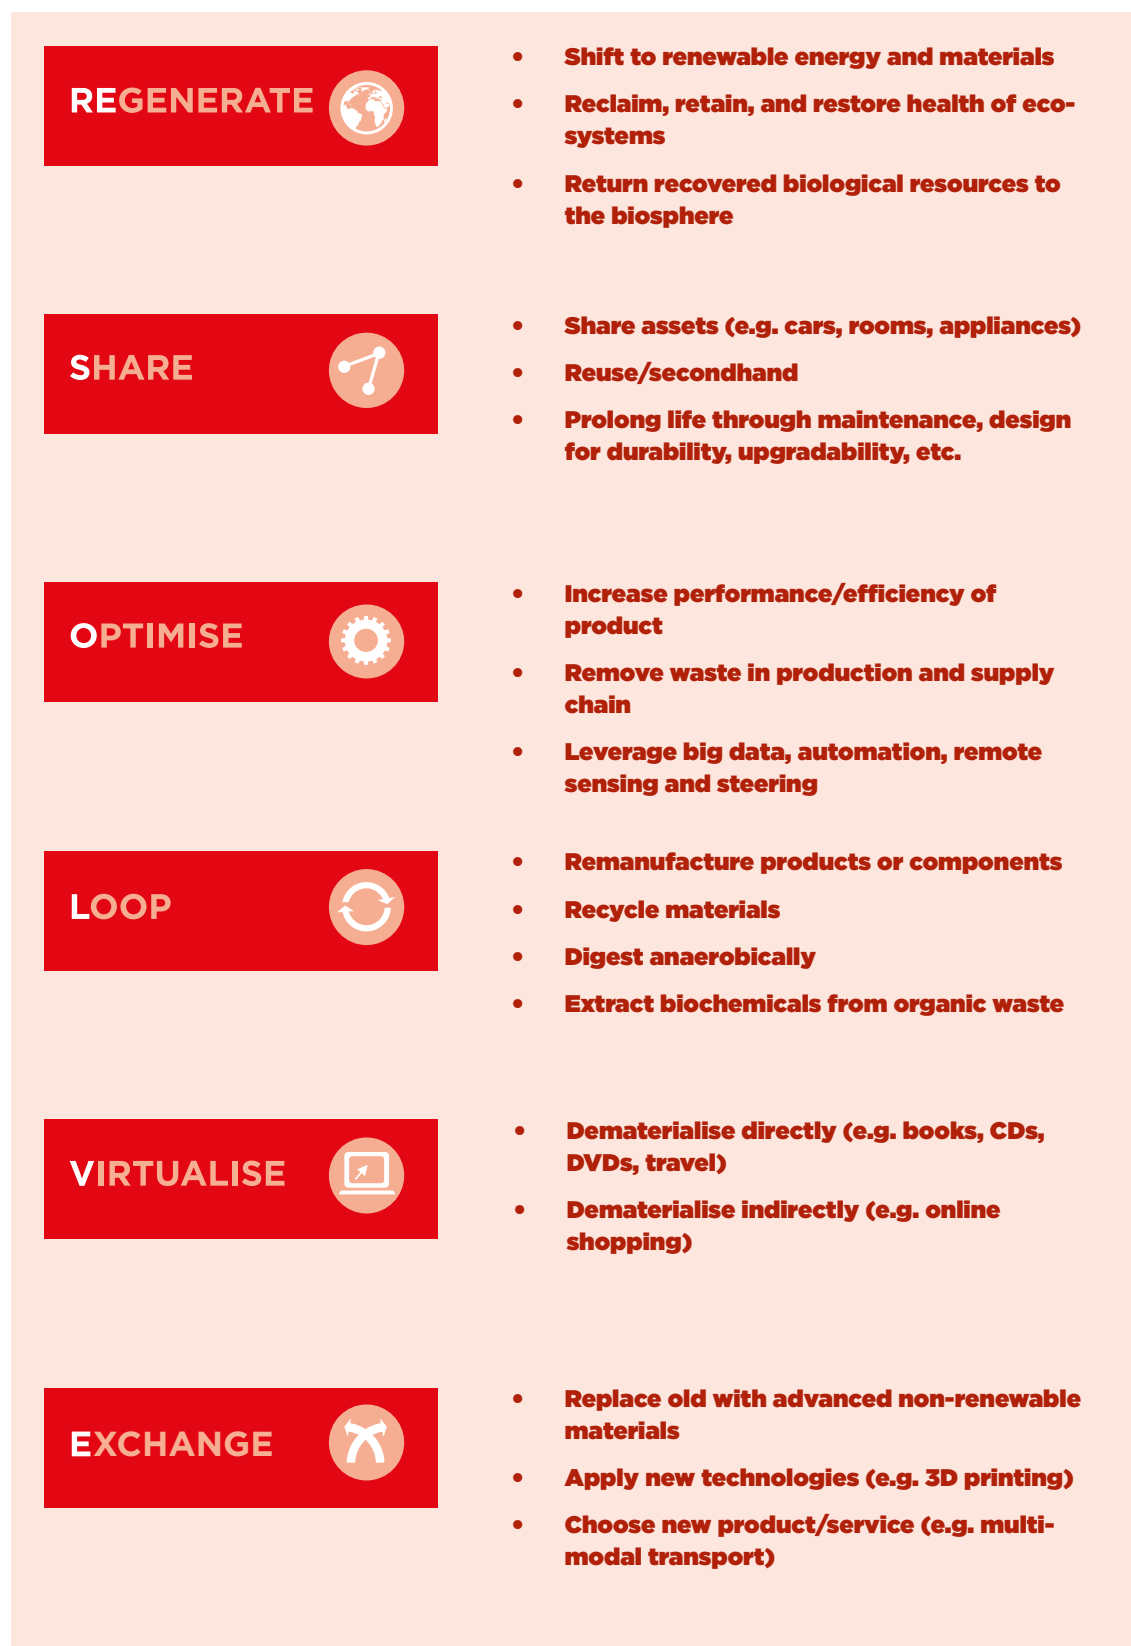 REGENERATE
• Shift to renewable energy and materials
• Reclaim, retain, and restore health of eco-
systems
• Return recovered biological resources to
the biosphere
SHARE
• Share assets (e.g. cars, rooms, appliances)
• Reuse/secondhand
• Prolong life through maintenance, design
for durability, upgradability, etc.
OPTIMISE
• Increase performance/efficiency of
product
• Remove waste in production and supply
chain
• Leverage big data, automation, remote
sensing and steering
LOOP
• Remanufacture products or components
• Recycle materials
• Digest anaerobically
• Extract biochemicals from organic waste
VIRTUALISE
• Dematerialise directly (e.g. books, CDs,
DVDs, travel)
• Dematerialise indirectly (e.g. online
shopping)
EXCHANGE
• Replace old with advanced non-renewable
materials
• Apply new technologies (e.g. 3D printing)
• Choose new product/service (e.g. multi-
modal transport)